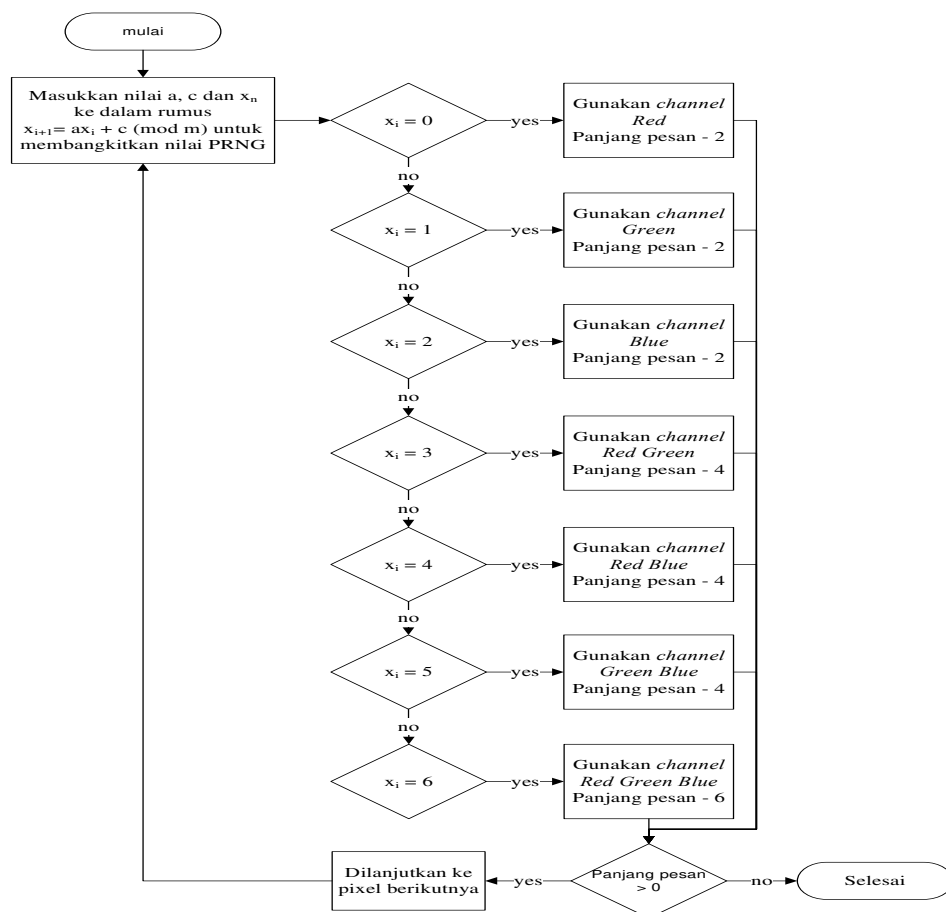 mulai
Masukkan nilai a, c dan xₙ
ke dalam rumus
xᵢ₊₁= axᵢ + c (mod m) untuk
membangkitkan nilai PRNG
xᵢ = 0
yes
Gunakan channel
Red
Panjang pesan - 2
no
xᵢ = 1
yes
Gunakan channel
Green
Panjang pesan - 2
no
xᵢ = 2
yes
Gunakan channel
Blue
Panjang pesan - 2
no
xᵢ = 3
yes
Gunakan channel
Red Green
Panjang pesan - 4
no
xᵢ = 4
yes
Gunakan channel
Red Blue
Panjang pesan - 4
no
xᵢ = 5
yes
Gunakan channel
Green Blue
Panjang pesan - 4
no
xᵢ = 6
yes
Gunakan channel
Red Green Blue
Panjang pesan - 6
Dilanjutkan ke
pixel berikutnya
yes
Panjang pesan
> 0
no
Selesai